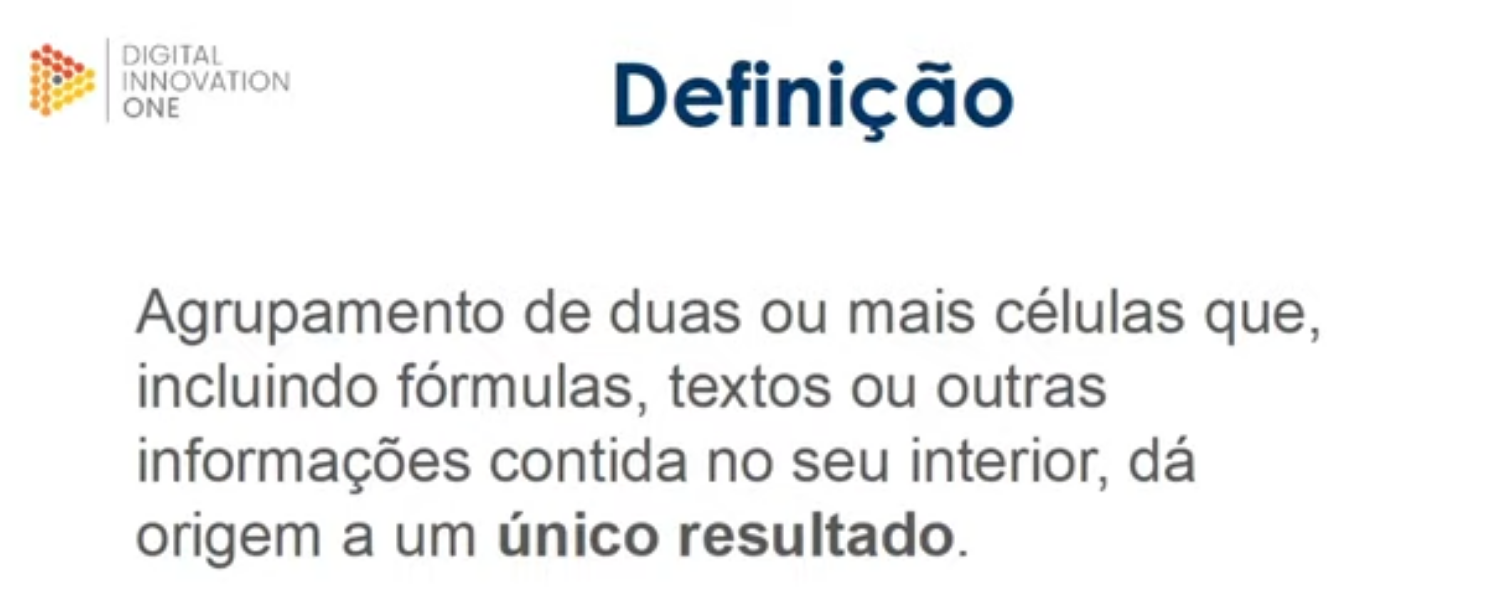 DIGITAL
INNOVATION
ONE
Definição
Agrupamento de duas ou mais células que,
incluindo fórmulas, textos ou outras
informações contida no seu interior, dá
origem a um único resultado.